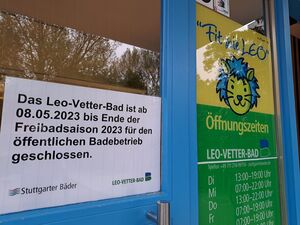 Das Leo-Vetter-Bad ist ab
08.05.2023 bis Ende der
Freibadsaison 2023 für den
öffentlichen Badebetrieb
geschlossen.
Stuttgarter Bäder
LEO-VETTER-BAD
LEO
Öffnungszeiten
LEO-VETTER-BAD
Di 13:00–19:00 Uhr
Mi 07:00–22:00 Uhr
Do 13:00–22:00 Uhr
Fr 07:00–22:00 Uhr